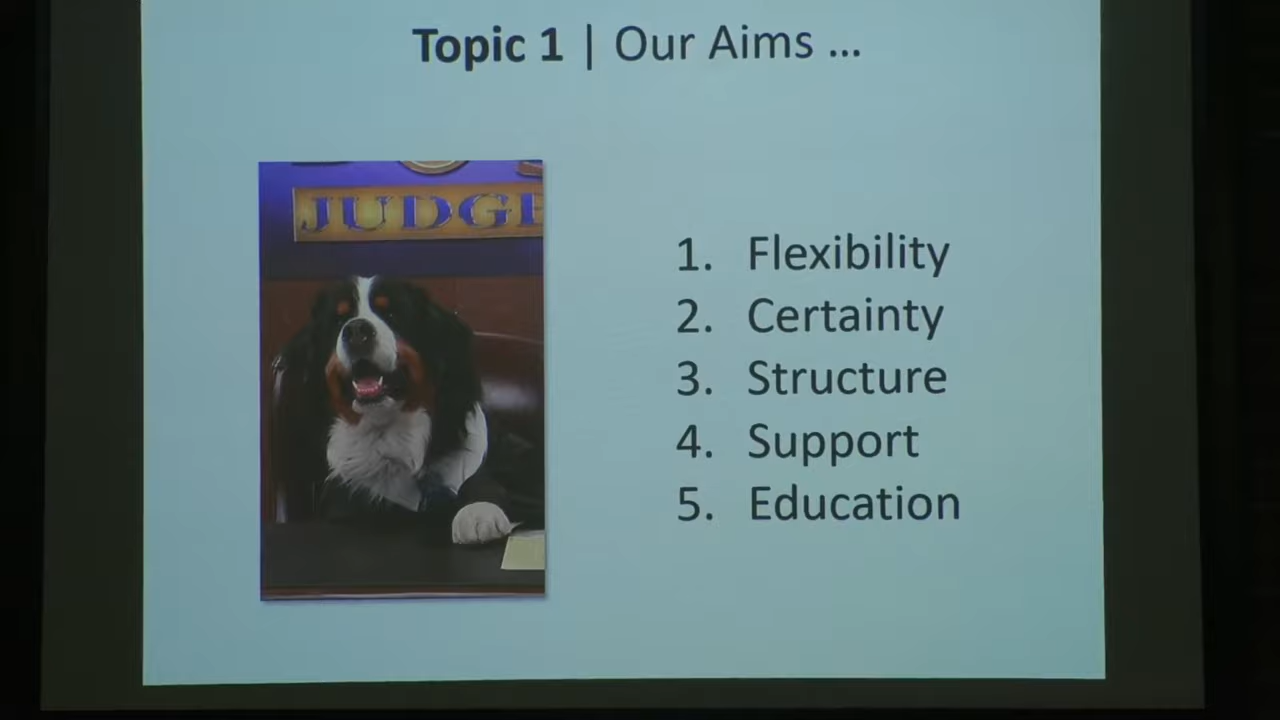 Topic 1 | Our Aims ...
JUDGE
1. Flexibility
2. Certainty
3. Structure
4. Support
5. Education